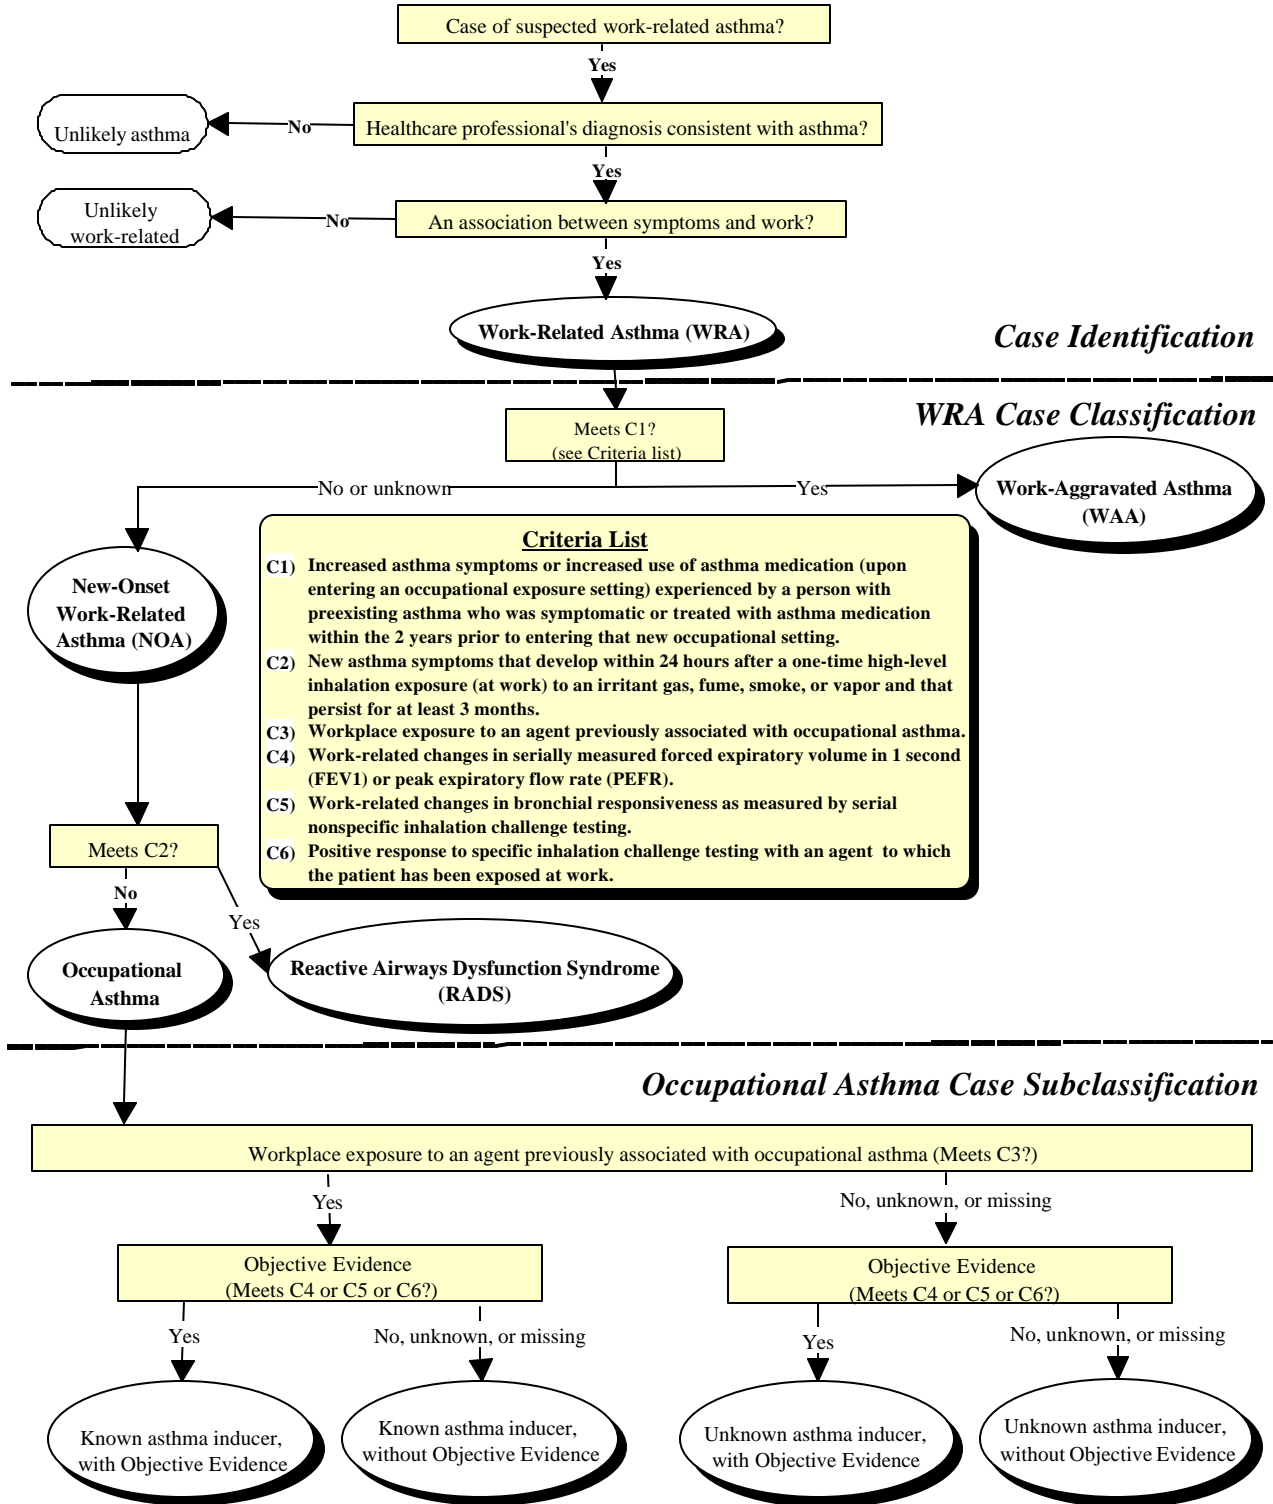 Case of suspected work-related asthma?
Yes
Healthcare professional's diagnosis consistent with asthma?
No
Unlikely asthma
Yes
An association between symptoms and work?
No
Unlikely
work-related
Yes
Work-Related Asthma (WRA)
Case Identification
WRA Case Classification
Meets C1?
(see Criteria list)
No or unknown
Yes
Work-Aggravated Asthma
(WAA)
New-Onset
Work-Related
Asthma (NOA)
Criteria List
C1) Increased asthma symptoms or increased use of asthma medication (upon
entering an occupational exposure setting) experienced by a person with
preexisting asthma who was symptomatic or treated with asthma medication
within the 2 years prior to entering that new occupational setting.
C2) New asthma symptoms that develop within 24 hours after a one-time high-level
inhalation exposure (at work) to an irritant gas, fume, smoke, or vapor and that
persist for at least 3 months.
C3) Workplace exposure to an agent previously associated with occupational asthma.
C4) Work-related changes in serially measured forced expiratory volume in 1 second
(FEV1) or peak expiratory flow rate (PEFR).
C5) Work-related changes in bronchial responsiveness as measured by serial
nonspecific inhalation challenge testing.
C6) Positive response to specific inhalation challenge testing with an agent to which
the patient has been exposed at work.
Meets C2?
No
Yes
Occupational
Asthma
Reactive Airways Dysfunction Syndrome
(RADS)
Occupational Asthma Case Subclassification
Workplace exposure to an agent previously associated with occupational asthma (Meets C3?)
Yes
No, unknown, or missing
Objective Evidence
(Meets C4 or C5 or C6?)
Objective Evidence
(Meets C4 or C5 or C6?)
Yes
No, unknown, or missing
Yes
No, unknown, or missing
Known asthma inducer,
with Objective Evidence
Known asthma inducer,
without Objective Evidence
Unknown asthma inducer,
with Objective Evidence
Unknown asthma inducer,
without Objective Evidence